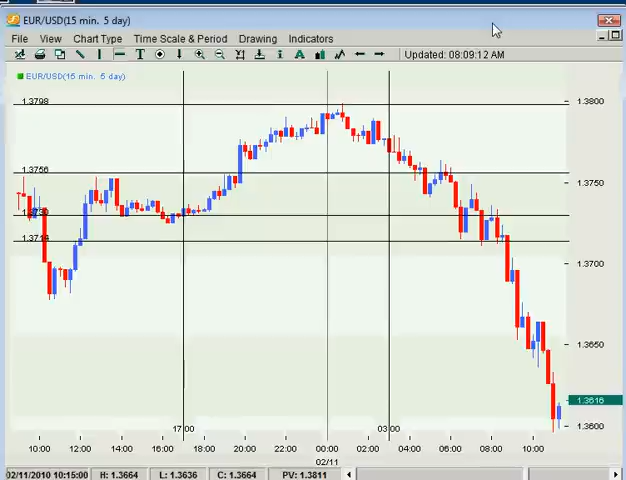 EUR/USD(15 min. 5 day)
File View Chart Type Time Scale & Period Drawing Indicators
Updated: 08:09:12 AM
EUR/USD(15 min. 5 day)
1.3798
1.3800
1.3756
1.3750
1.3730
1.3714
1.3700
1.3650
1.3616
1.3600
17:00 03:00
10:00 12:00 14:00 16:00 18:00 20:00 22:00 00:00 02:00 04:00 06:00 08:00 10:00
02/11
02/11/2010 10:15:00 H: 1.3664 L: 1.3636 C: 1.3664 PV: 1.3811